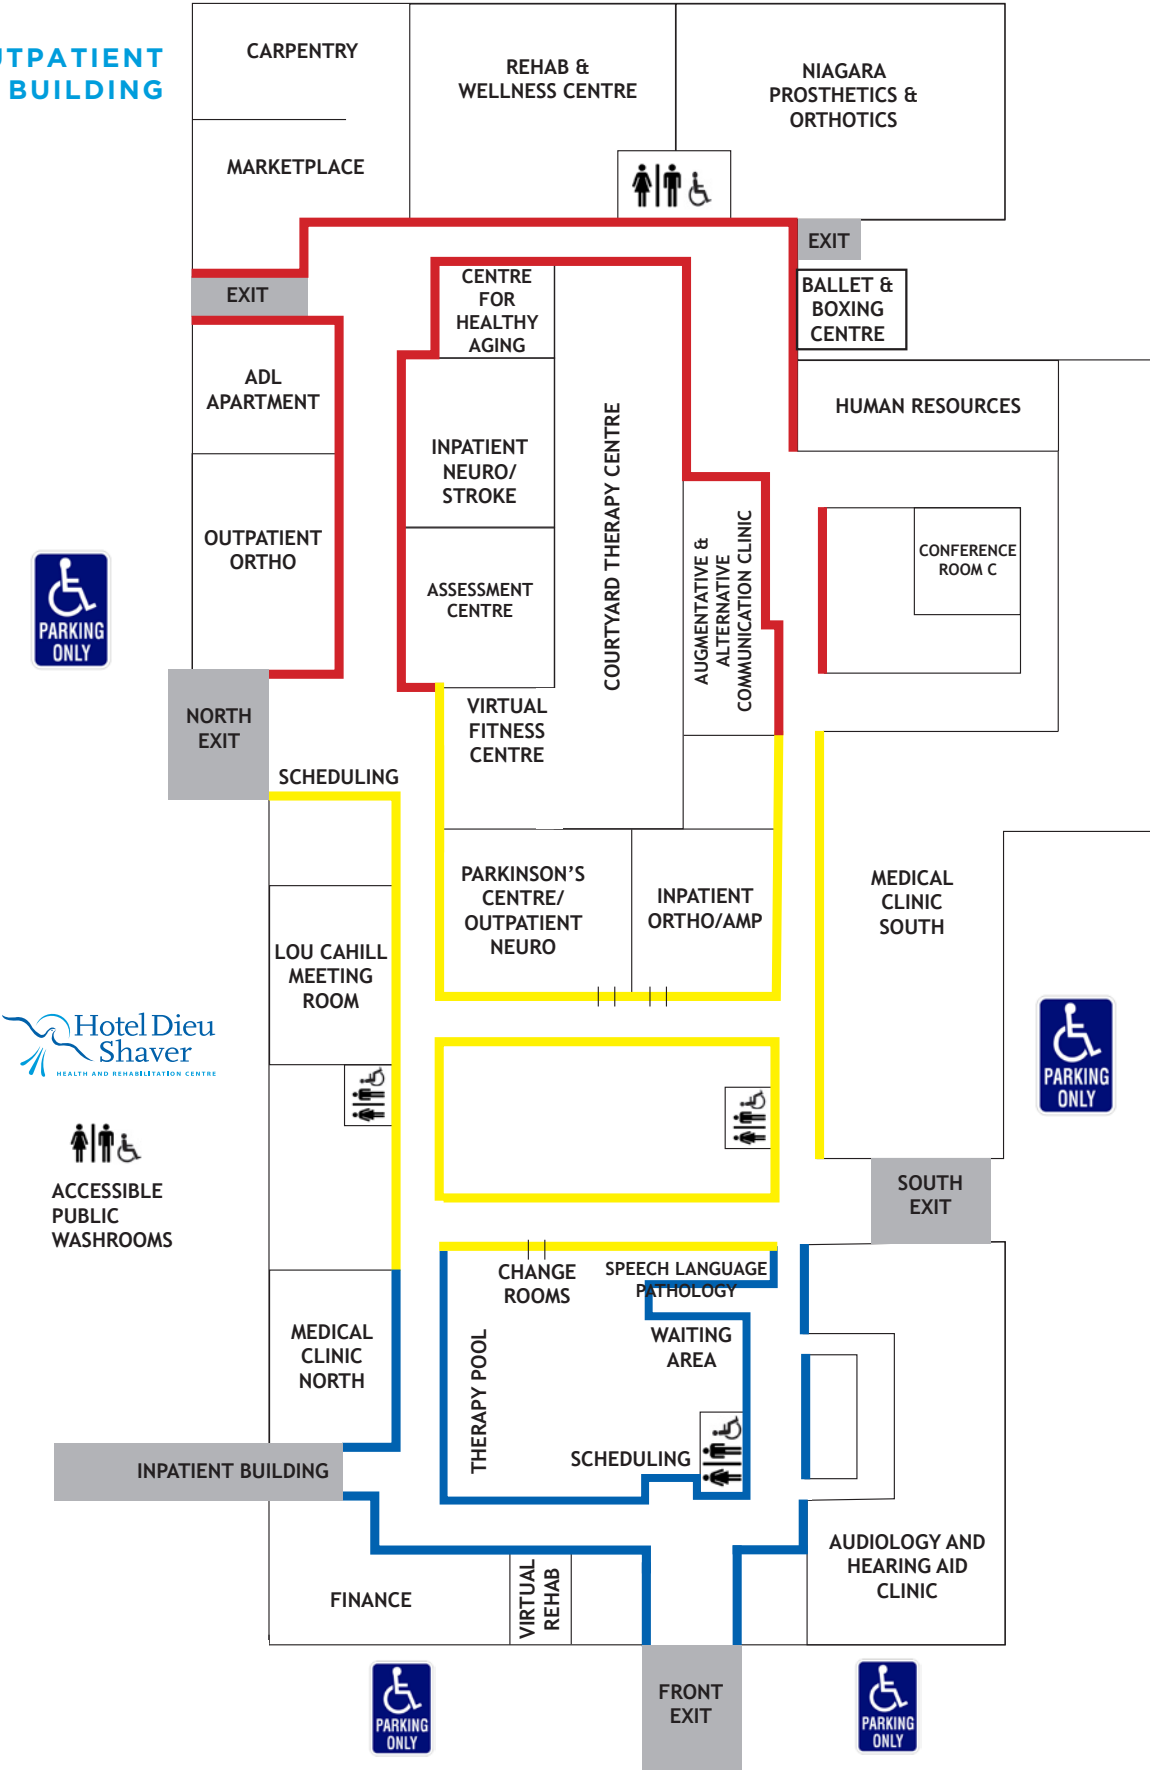 UTPATIENT
BUILDING
CARPENTRY
REHAB &
WELLNESS CENTRE
NIAGARA
PROSTHETICS &
ORTHOTICS
MARKETPLACE
EXIT
EXIT
CENTRE
FOR
HEALTHY
AGING
BALLET &
BOXING
CENTRE
ADL
APARTMENT
HUMAN RESOURCES
INPATIENT
NEURO/
STROKE
COURTYARD THERAPY CENTRE
OUTPATIENT
ORTHO
ASSESSMENT
CENTRE
AUGMENTATIVE &
ALTERNATIVE
COMMUNICATION CLINIC
CONFERENCE
ROOM C
PARKING
ONLY
NORTH
EXIT
VIRTUAL
FITNESS
CENTRE
SCHEDULING
PARKINSON'S
CENTRE/
OUTPATIENT
NEURO
INPATIENT
ORTHO/AMP
MEDICAL
CLINIC
SOUTH
LOU CAHILL
MEETING
ROOM
Hotel Dieu
Shaver
HEALTH AND REHABILITATION CENTRE
PARKING
ONLY
ACCESSIBLE
PUBLIC
WASHROOMS
SOUTH
EXIT
CHANGE
ROOMS
SPEECH LANGUAGE
PATHOLOGY
MEDICAL
CLINIC
NORTH
THERAPY POOL
WAITING
AREA
SCHEDULING
INPATIENT BUILDING
FINANCE
VIRTUAL
REHAB
AUDIOLOGY AND
HEARING AID
CLINIC
PARKING
ONLY
FRONT
EXIT
PARKING
ONLY